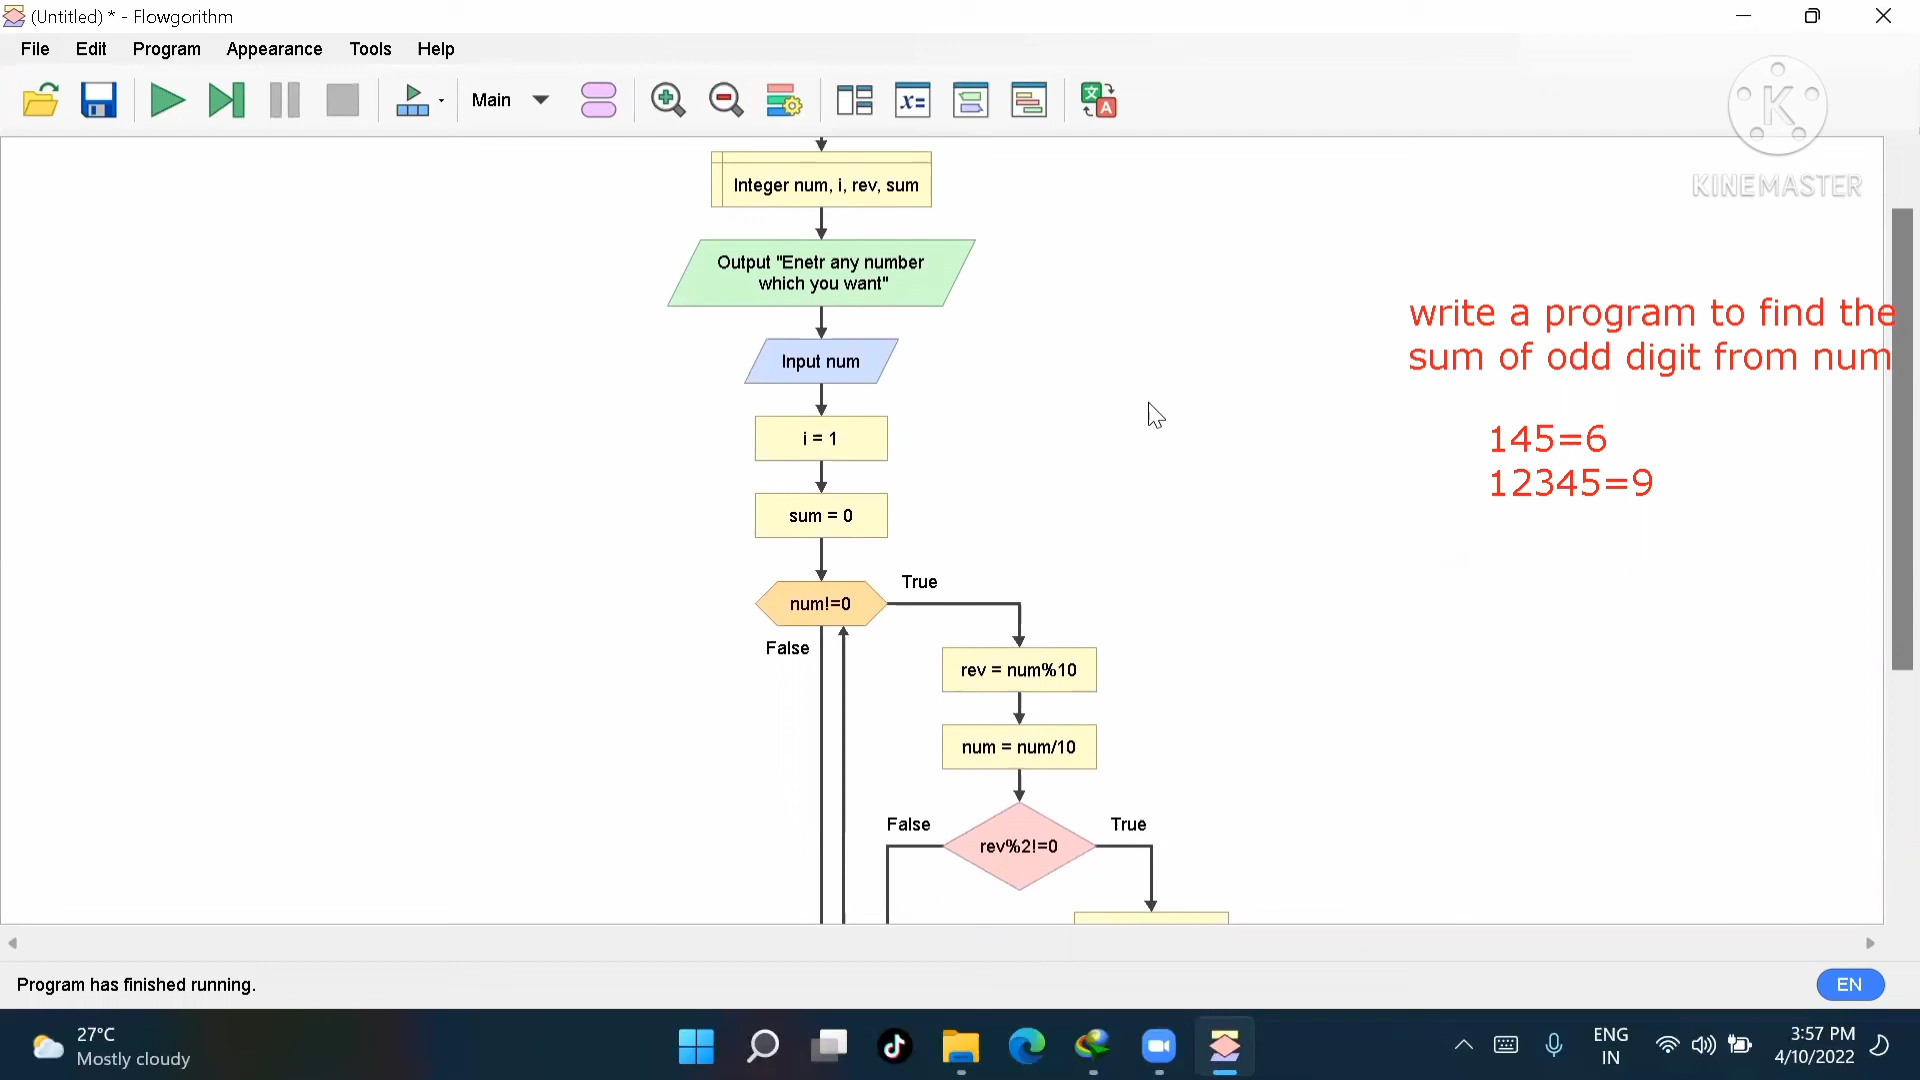 (Untitled) * - Flowgorithm
File Edit Program Appearance Tools Help
Main
x=
文 A
K
KINEMASTER
Integer num, i, rev, sum
Output "Enetr any number
which you want"
Input num
i = 1
sum = 0
num!=0
True
False
rev = num%10
num = num/10
False
rev%2!=0
True
write a program to find the
sum of odd digit from num
145=6
12345=9
Program has finished running.
EN
27°C
Mostly cloudy
ENG
IN
3:57 PM
4/10/2022